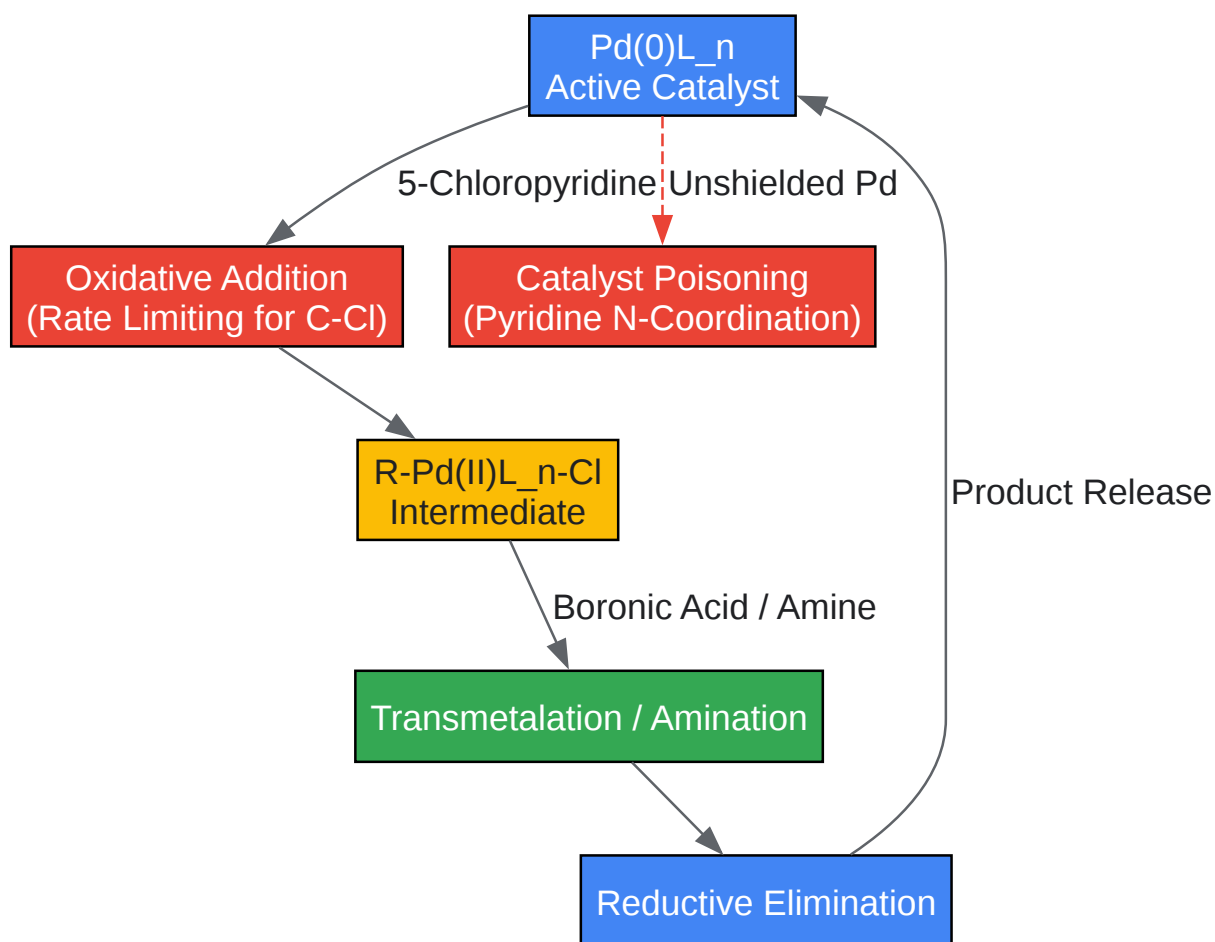 Pd(0)L_n
Active Catalyst
5-Chloropyridine
Unshielded Pd
Oxidative Addition
(Rate Limiting for C-Cl)
Catalyst Poisoning
(Pyridine N-Coordination)
R-Pd(II)L_n-Cl
Intermediate
Product Release
Boronic Acid / Amine
Transmetalation / Amination
Reductive Elimination